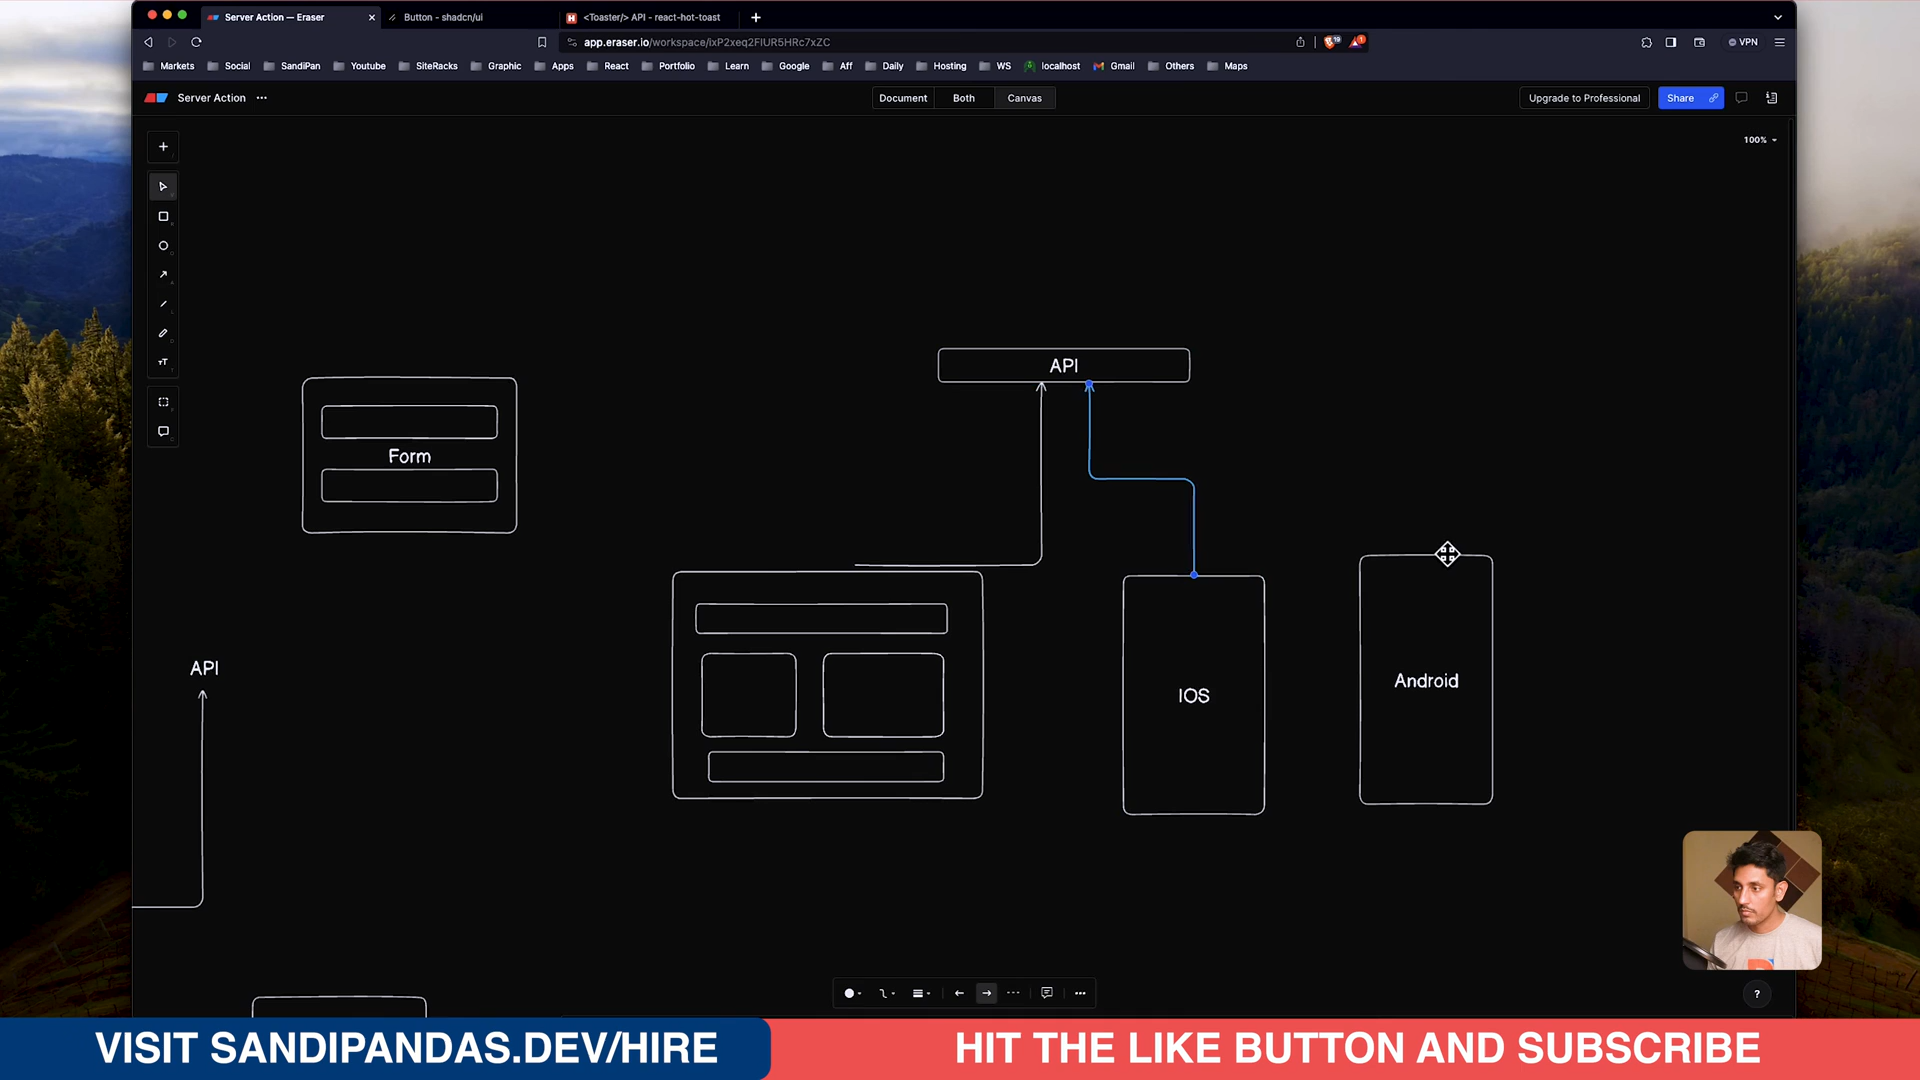 Server Action — Eraser
Button - shadcn/ui
<Toaster/> API - react-hot-toast
app.eraser.io/workspace/IxP2xeq2FIUR5HRc7xZC
19
1
VPN
Markets
Social
SandiPan
Youtube
SiteRacks
Graphic
Apps
React
Portfolio
Learn
Google
Aff
Daily
Hosting
WS
localhost
Gmail
Others
Maps
Server Action
Document
Both
Canvas
Upgrade to Professional
Share
100%
API
Form
API
IOS
Android
VISIT SANDIPANDAS.DEV/HIRE
HIT THE LIKE BUTTON AND SUBSCRIBE